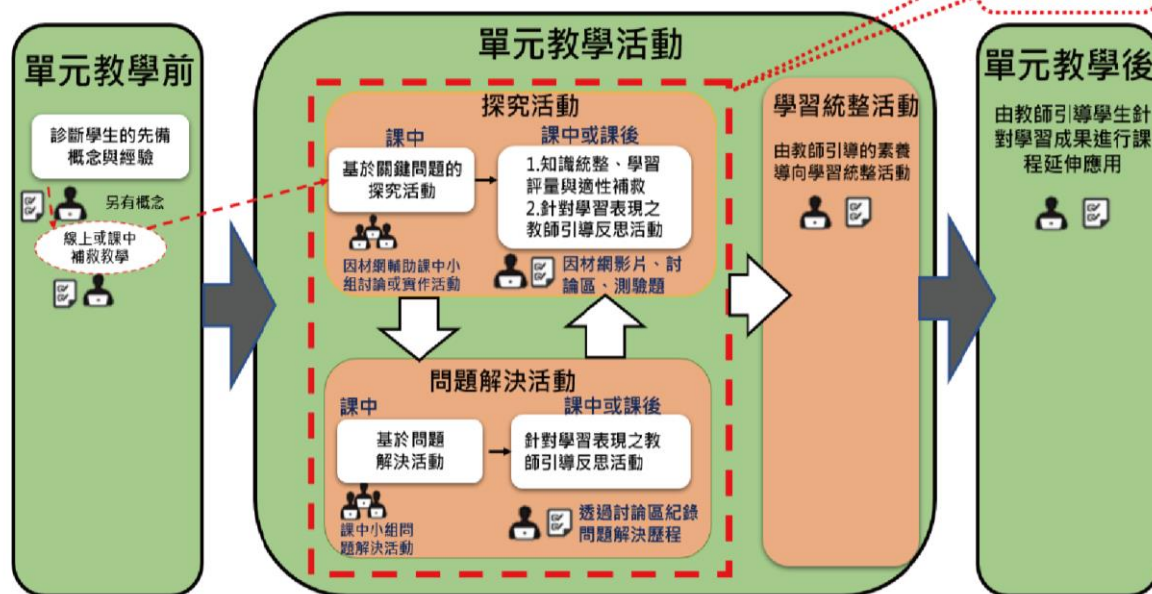 單元教學前
診斷學生的先備
概念與經驗
另有概念
線上或課中
補救教學
單元教學活動
探究活動
課中
基於關鍵問題的
探究活動
因材網輔助課中小
組討論或實作活動
課中或課後
1.知識統整、學習
評量與適性補救
2.針對學習表現之
教師引導反思活動
因材網影片、討
論區、測驗題
問題解決活動
課中
基於問題
解決活動
課中小組問
題解決活動
課中或課後
針對學習表現之教
師引導反思活動
透過討論區紀錄
問題解決歷程
學習統整活動
由教師引導的素養
導向學習統整活動
單元教學後
由教師引導學生針
對學習成果進行課
程延伸應用